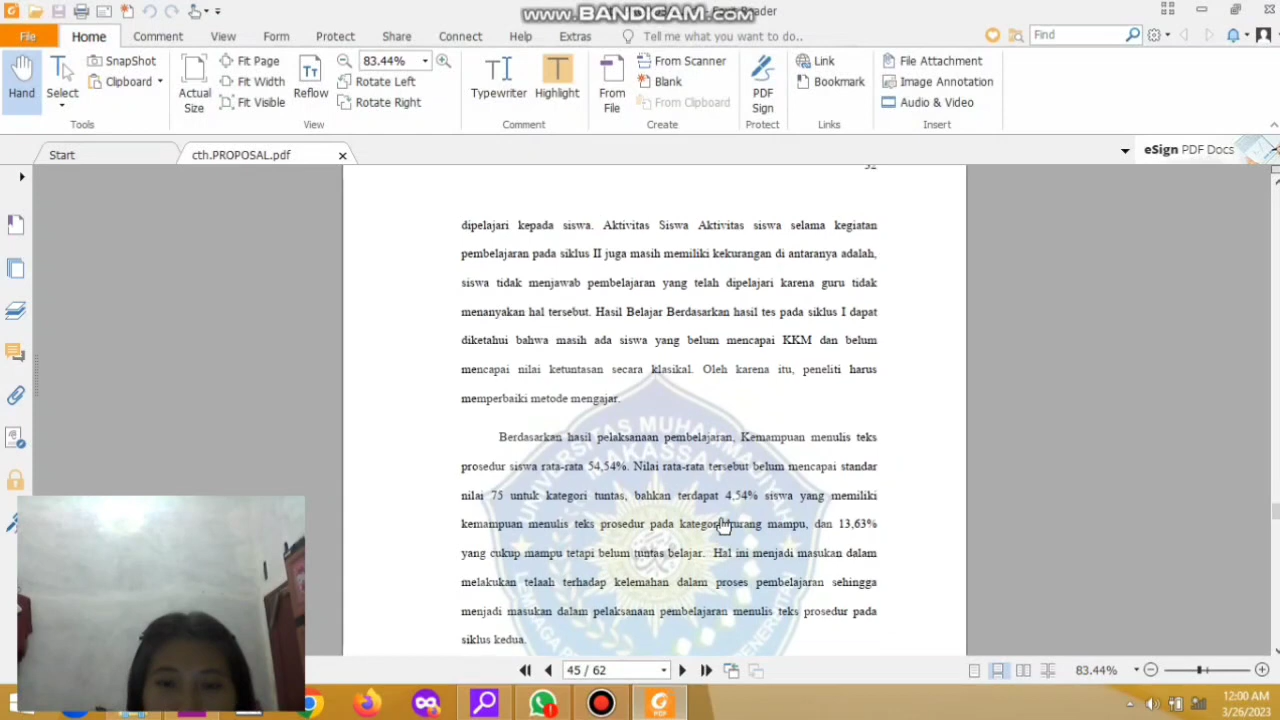 www.BANDICAM.com
Reader
File Home Comment View Form Protect Share Connect Help Extras Tell me what you want to do.. Find
Hand
Select
SnapShot
Clipboard
Tools
Actual Size
Fit Page
Fit Width
Fit Visible
Reflow
83.44%
Rotate Left
Rotate Right
View
Typewriter
Highlight
Comment
From File
From Scanner
Blank
From Clipboard
Create
PDF Sign
Protect
Link
Bookmark
Links
File Attachment
Image Annotation
Audio & Video
Insert
Start
cth.PROPOSAL.pdf
eSign PDF Docs
dipelajari kepada siswa. Aktivitas Siswa Aktivitas siswa selama kegiatan
pembelajaran pada siklus II juga masih memiliki kekurangan di antaranya adalah,
siswa tidak menjawab pembelajaran yang telah dipelajari karena guru tidak
menanyakan hal tersebut. Hasil Belajar Berdasarkan hasil tes pada siklus I dapat
diketahui bahwa masih ada siswa yang belum mencapai KKM dan belum
mencapai nilai ketuntasan secara klasikal. Oleh karena itu, peneliti harus
memperbaiki metode mengajar.
Berdasarkan hasil pelaksanaan pembelajaran, Kemampuan menulis teks
prosedur siswa rata-rata 54,54%. Nilai rata-rata tersebut belum mencapai standar
nilai 75 untuk kategori tuntas, bahkan terdapat 4,54% siswa yang memiliki
kemampuan menulis teks prosedur pada kategori kurang mampu, dan 13,63%
yang cukup mampu tetapi belum tuntas belajar. Hal ini menjadi masukan dalam
melakukan telaah terhadap kelemahan dalam proses pembelajaran sehingga
menjadi masukan dalam pelaksanaan pembelajaran menulis teks prosedur pada
siklus kedua.
UNIVERSITAS MUHAMMADIYAH
MAKASSAR
45 / 62
83.44%
PDF
12:00 AM
3/26/2023